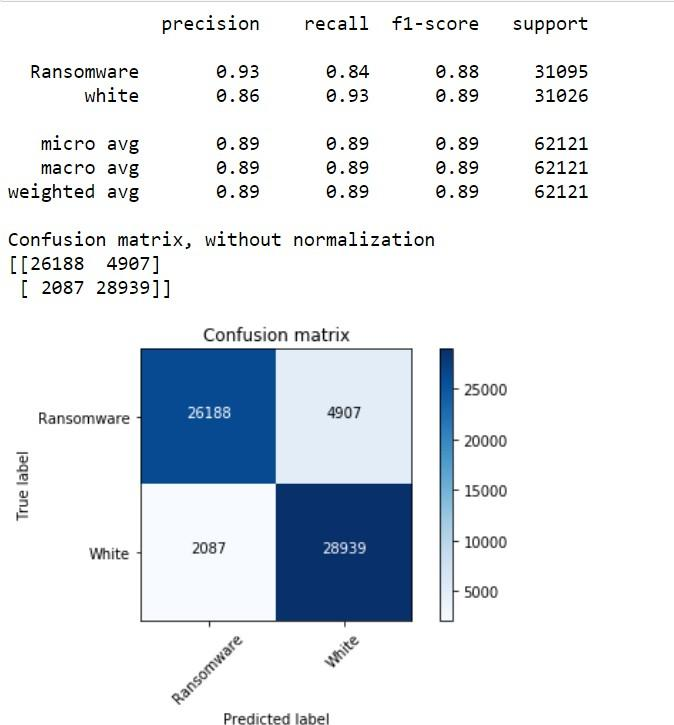 precision recall f1-score support
Ransomware 0.93 0.84 0.88 31095
white 0.86 0.93 0.89 31026
micro avg 0.89 0.89 0.89 62121
macro avg 0.89 0.89 0.89 62121
weighted avg 0.89 0.89 0.89 62121
Confusion matrix, without normalization
[[26188 4907]
[ 2087 28939]]
Confusion matrix
Ransomware 26188 4907
White 2087 28939
True label
Ransomware White
Predicted label
25000
20000
15000
10000
5000